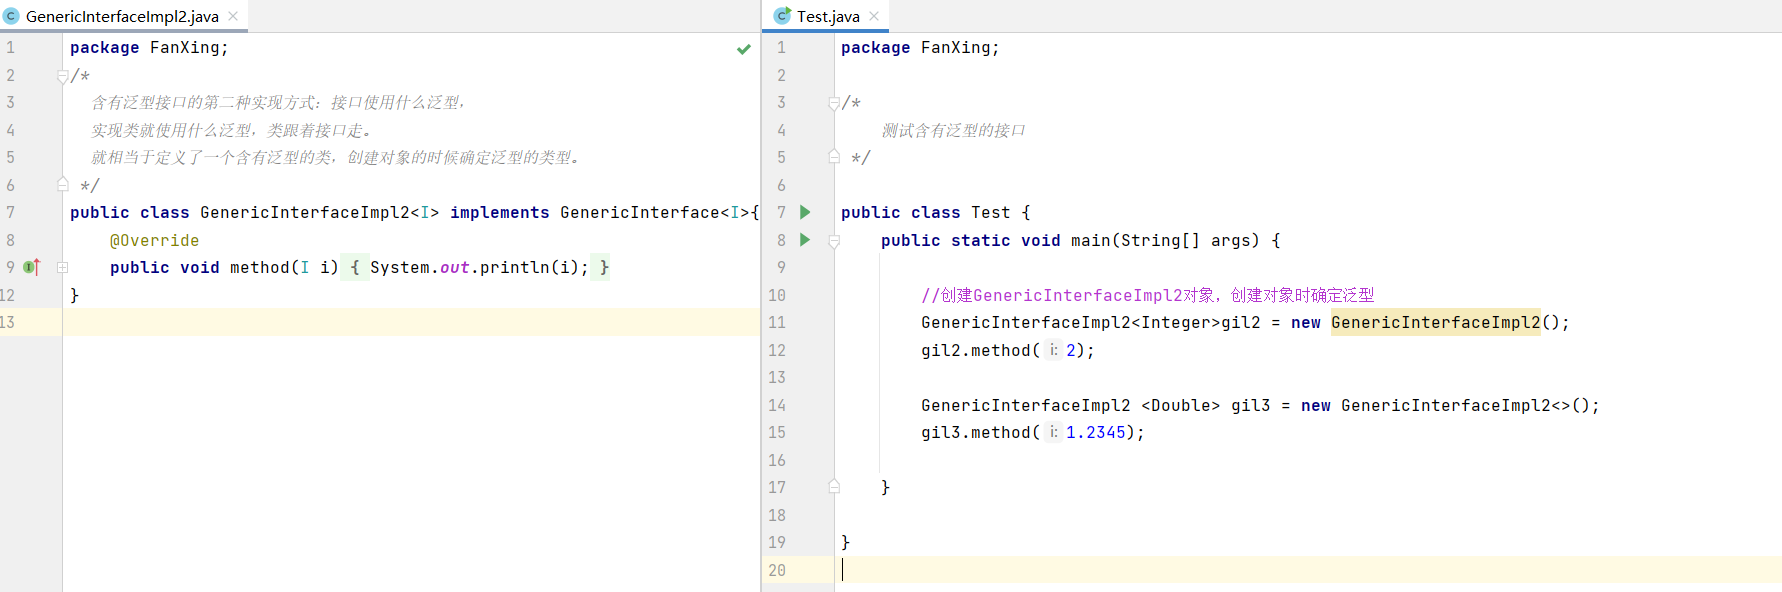 GenericInterfaceImpl2.java
1 package FanXing;
2 /*
3 含有泛型接口的第二种实现方式：接口使用什么泛型，
4 实现类就使用什么泛型，类跟着接口走。
5 就相当于定义了一个含有泛型的类，创建对象的时候确定泛型的类型。
6 */
7 public class GenericInterfaceImpl2<I> implements GenericInterface<I>{
8 @Override
9 public void method(I i) { System.out.println(i); }
12 }
13
Test.java
1 package FanXing;
2
3 /*
4 测试含有泛型的接口
5 */
6
7 public class Test {
8 public static void main(String[] args) {
9
10 //创建GenericInterfaceImpl2对象，创建对象时确定泛型
11 GenericInterfaceImpl2<Integer>gil2 = new GenericInterfaceImpl2();
12 gil2.method( i: 2);
13
14 GenericInterfaceImpl2 <Double> gil3 = new GenericInterfaceImpl2<>();
15 gil3.method( i: 1.2345);
16
17 }
18
19 }
20